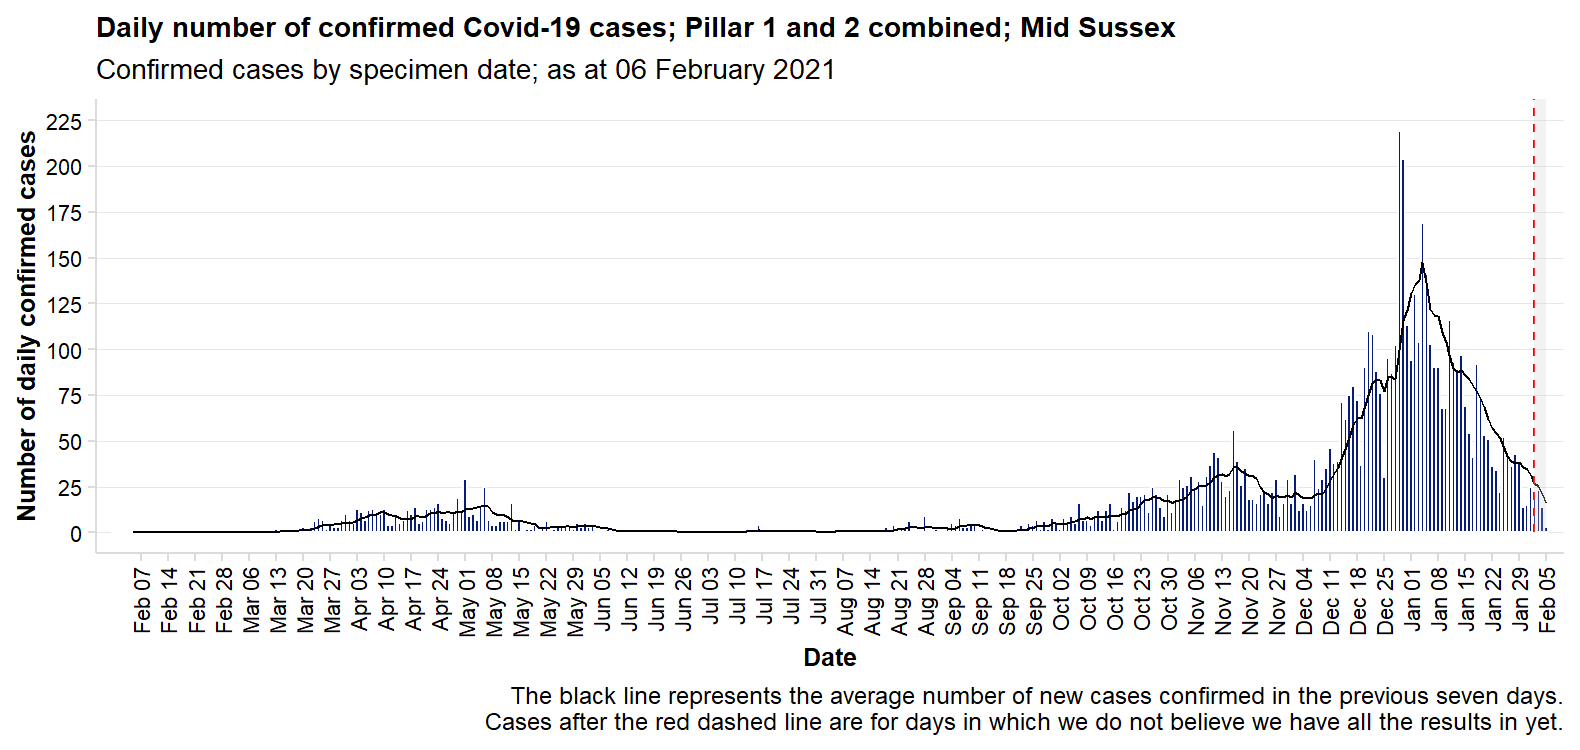 Daily number of confirmed Covid-19 cases; Pillar 1 and 2 combined; Mid Sussex
Confirmed cases by specimen date; as at 06 February 2021
Number of daily confirmed cases
225
200
175
150
125
100
75
50
25
0
Feb 07
Feb 14
Feb 21
Feb 28
Mar 06
Mar 13
Mar 20
Mar 27
Apr 03
Apr 10
Apr 17
Apr 24
May 01
May 08
May 15
May 22
May 29
Jun 05
Jun 12
Jun 19
Jun 26
Jul 03
Jul 10
Jul 17
Jul 24
Jul 31
Aug 07
Aug 14
Aug 21
Aug 28
Sep 04
Sep 11
Sep 18
Sep 25
Oct 02
Oct 09
Oct 16
Oct 23
Oct 30
Nov 06
Nov 13
Nov 20
Nov 27
Dec 04
Dec 11
Dec 18
Dec 25
Jan 01
Jan 08
Jan 15
Jan 22
Jan 29
Feb 05
Date
The black line represents the average number of new cases confirmed in the previous seven days.
Cases after the red dashed line are for days in which we do not believe we have all the results in yet.